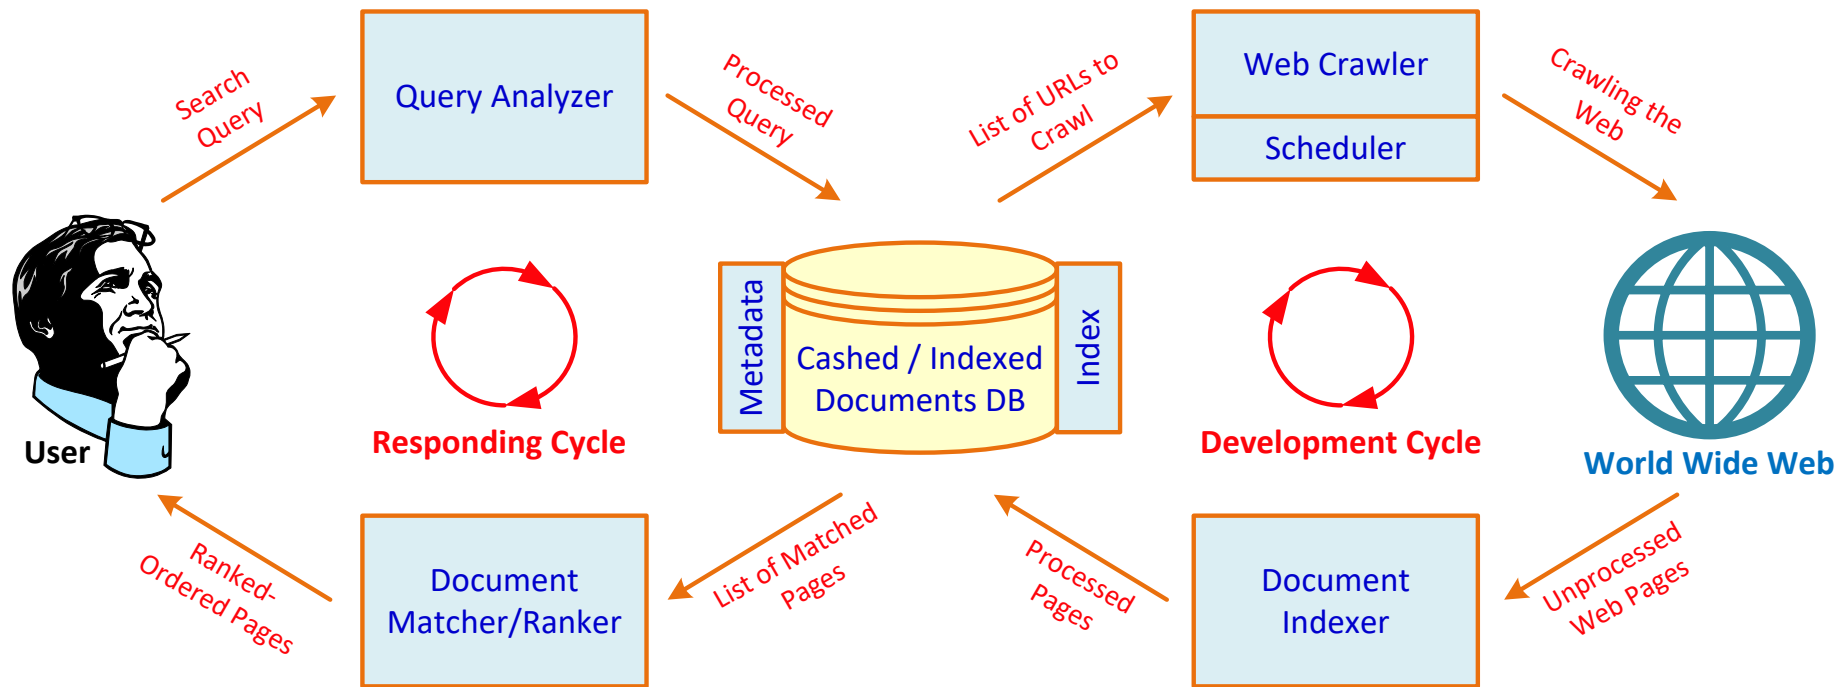 Search
Query
Query Analyzer
Processed
Query
List of URLs to
Crawl
Web Crawler
Scheduler
Crawling the
Web
User
Responding Cycle
Metadata
Cashed / Indexed
Documents DB
Index
Development Cycle
World Wide Web
Ranked-
Ordered Pages
Document
Matcher/Ranker
List of Matched
Pages
Processed
Pages
Document
Indexer
Unprocessed
Web Pages